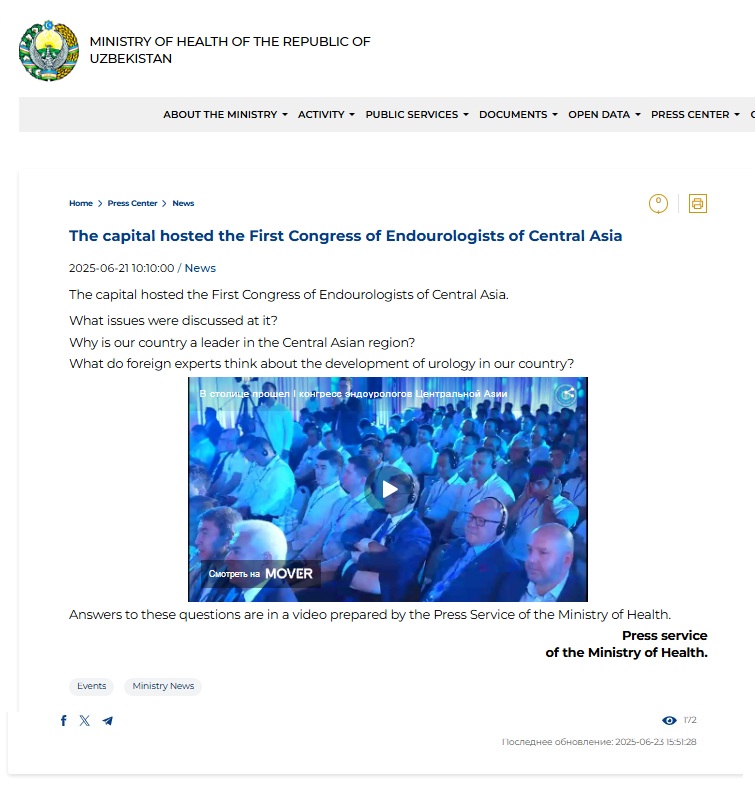 MINISTRY OF HEALTH OF THE REPUBLIC OF
UZBEKISTAN
ABOUT THE MINISTRY ACTIVITY PUBLIC SERVICES DOCUMENTS OPEN DATA PRESS CENTER
Home > Press Center > News
0
The capital hosted the First Congress of Endourologists of Central Asia
2025-06-21 10:10:00 / News
The capital hosted the First Congress of Endourologists of Central Asia.
What issues were discussed at it?
Why is our country a leader in the Central Asian region?
What do foreign experts think about the development of urology in our country?
В столице прошел I конгресс эндоурологов Центральной Азии
Смотреть на MOVER
Answers to these questions are in a video prepared by the Press Service of the Ministry of Health.
Press service
of the Ministry of Health.
Events Ministry News
172
Последнее обновление: 2025-06-23 15:51:28